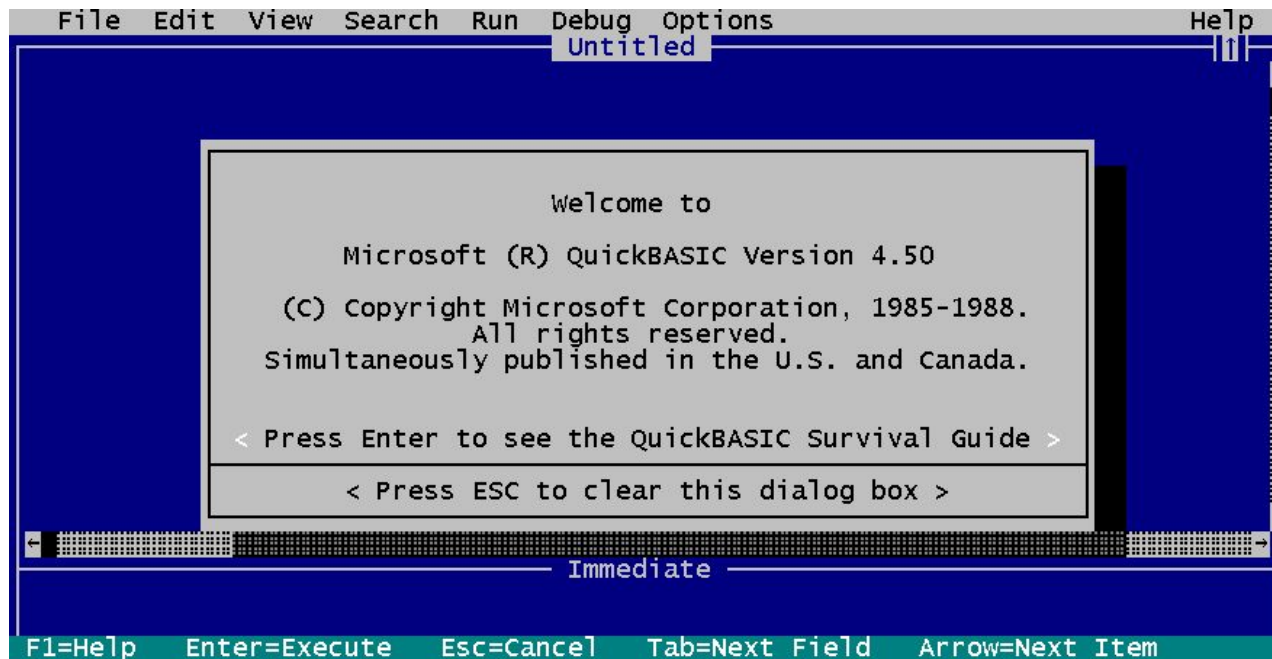 File Edit View Search Run Debug Options Help
Untitled
Welcome to
Microsoft (R) QuickBASIC Version 4.50
(C) Copyright Microsoft Corporation, 1985-1988.
All rights reserved.
Simultaneously published in the U.S. and Canada.
< Press Enter to see the QuickBASIC Survival Guide >
< Press ESC to clear this dialog box >
Immediate
F1=Help Enter=Execute Esc=Cancel Tab=Next Field Arrow=Next Item